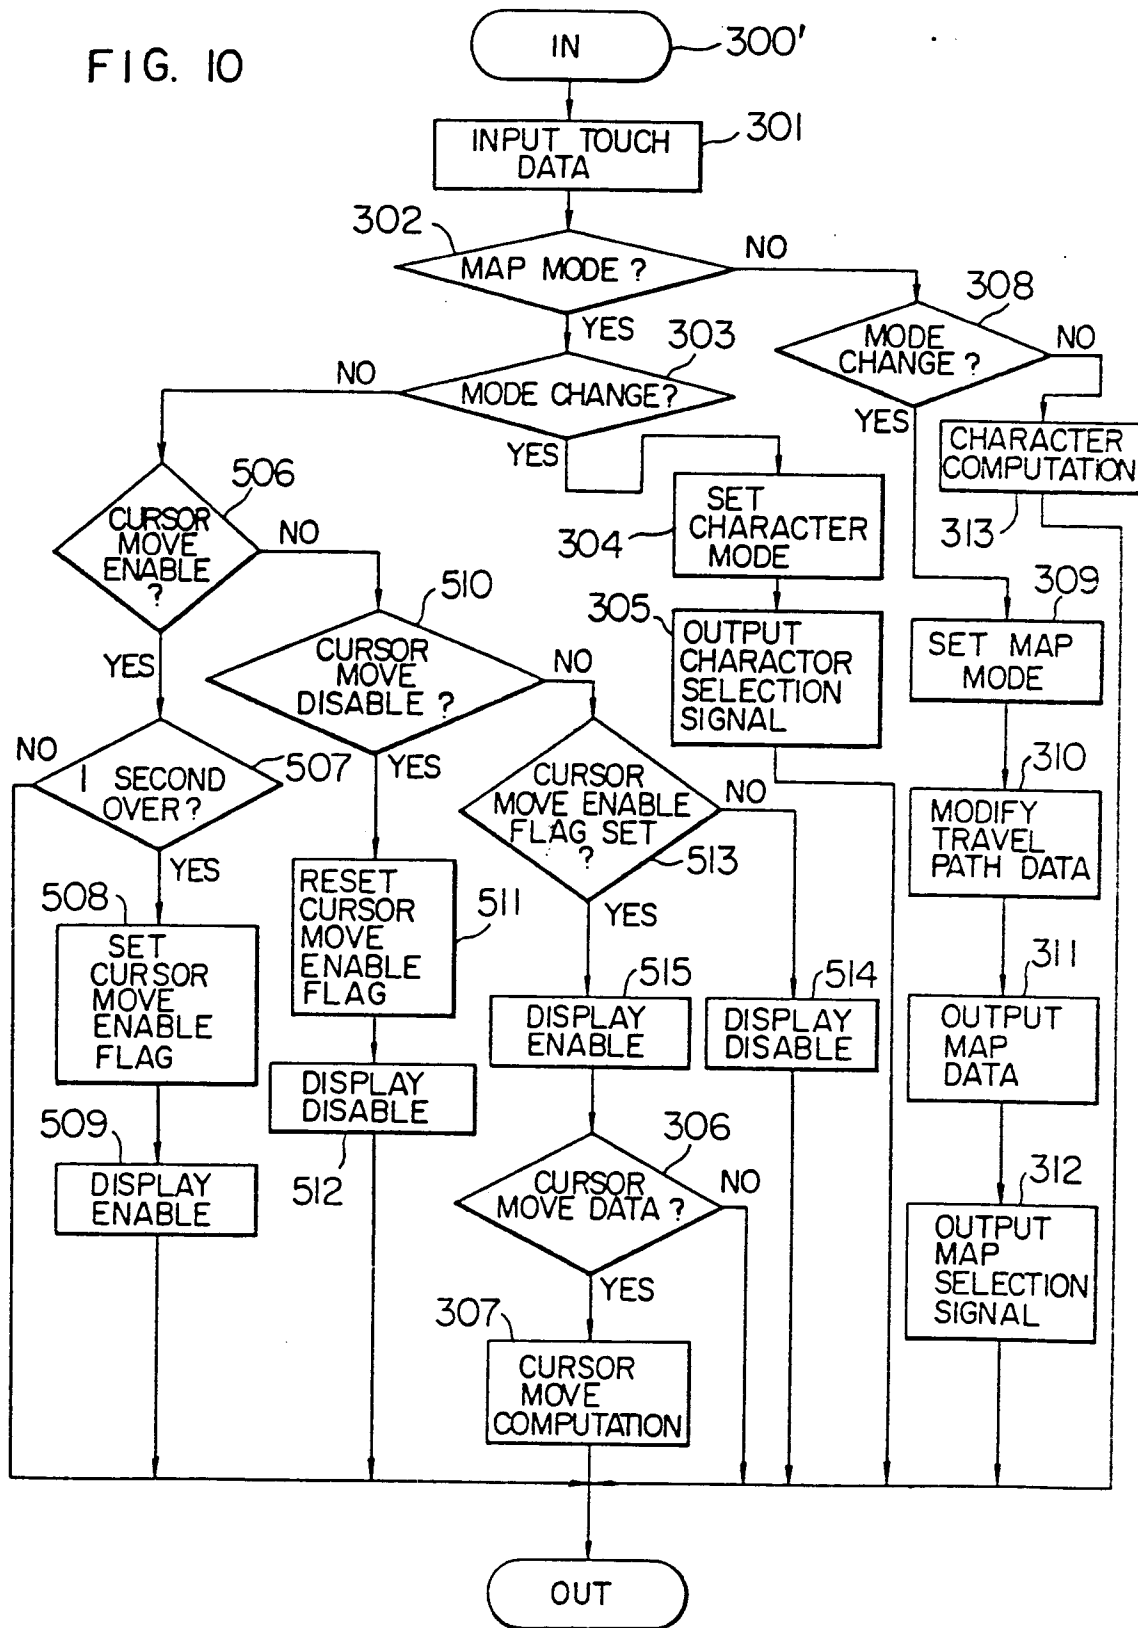 FIG. 10
IN
300'
INPUT TOUCH
DATA
301
302
MAP MODE ?
NO
YES
303
MODE CHANGE?
NO
YES
308
MODE
CHANGE ?
NO
YES
CHARACTER
COMPUTATION
313
506
CURSOR
MOVE
ENABLE
?
NO
YES
SET
CHARACTER
MODE
304
305
OUTPUT
CHARACTOR
SELECTION
SIGNAL
309
SET MAP
MODE
510
CURSOR
MOVE
DISABLE ?
NO
YES
NO
1 SECOND
OVER?
507
YES
CURSOR
MOVE ENABLE
FLAG SET
?
NO
513
YES
310
MODIFY
TRAVEL
PATH DATA
508
SET
CURSOR
MOVE
ENABLE
FLAG
RESET
CURSOR
MOVE
ENABLE
FLAG
511
515
DISPLAY
ENABLE
514
DISPLAY
DISABLE
311
OUTPUT
MAP
DATA
509
DISPLAY
ENABLE
DISPLAY
DISABLE
512
306
CURSOR
MOVE DATA ?
NO
YES
312
OUTPUT
MAP
SELECTION
SIGNAL
307
CURSOR
MOVE
COMPUTATION
OUT